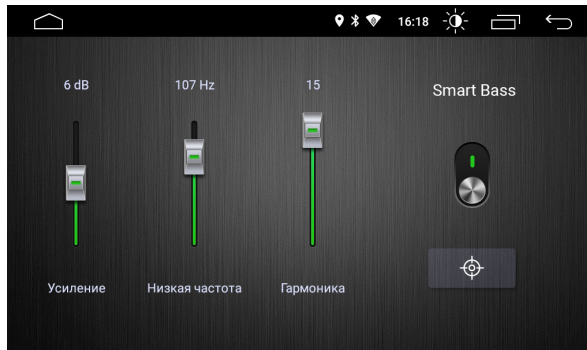 16:18
6 dB
107 Hz
15
Smart Bass
Усиление
Низкая частота
Гармоника